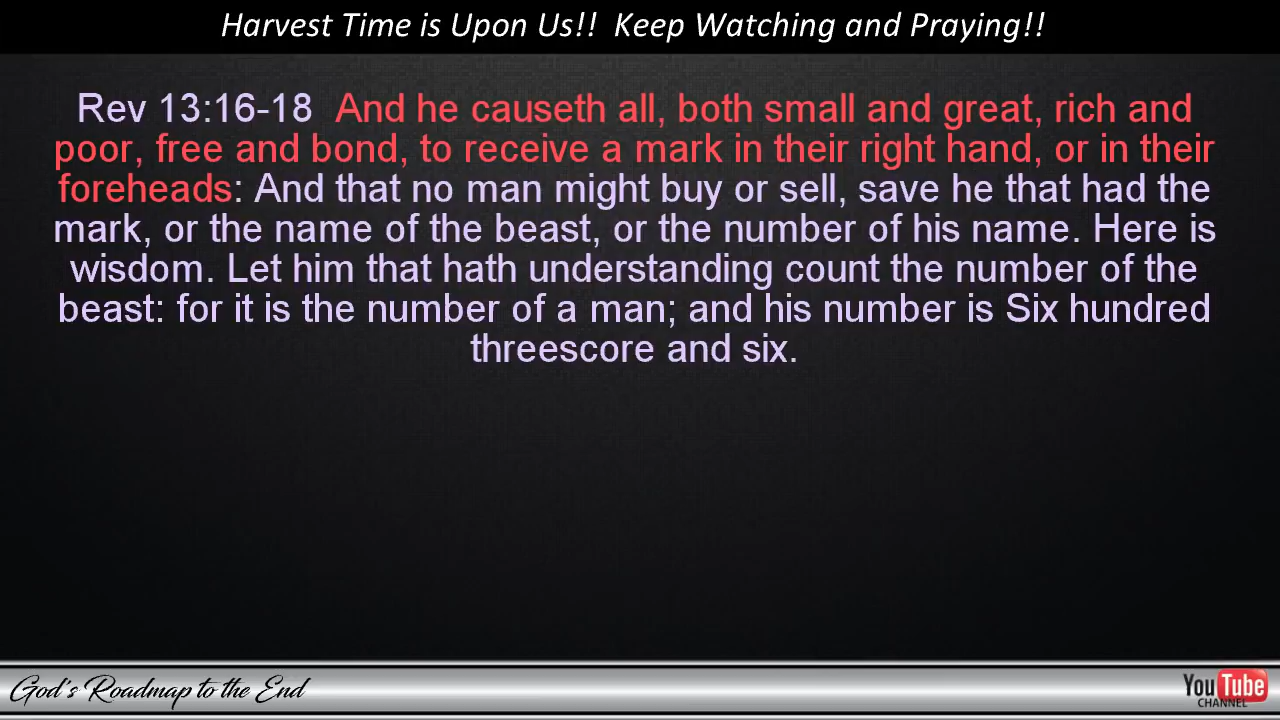 Harvest Time is Upon Us!!  Keep Watching and Praying!!
Rev 13:16-18  And he causeth all, both small and great, rich and
poor, free and bond, to receive a mark in their right hand, or in their
foreheads: And that no man might buy or sell, save he that had the
mark, or the name of the beast, or the number of his name. Here is
wisdom. Let him that hath understanding count the number of the
beast: for it is the number of a man; and his number is Six hundred
threescore and six.
God's Roadmap to the End
YouTube
CHANNEL